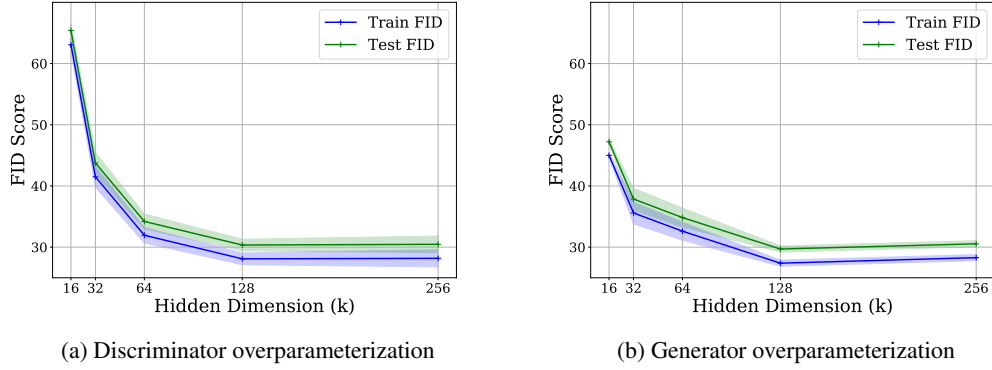 Train FID
Test FID
60
50
40
30
FID Score
16 32 64 128 256
Hidden Dimension (k)
(a) Discriminator overparameterization
Train FID
Test FID
60
50
40
30
FID Score
16 32 64 128 256
Hidden Dimension (k)
(b) Generator overparameterization